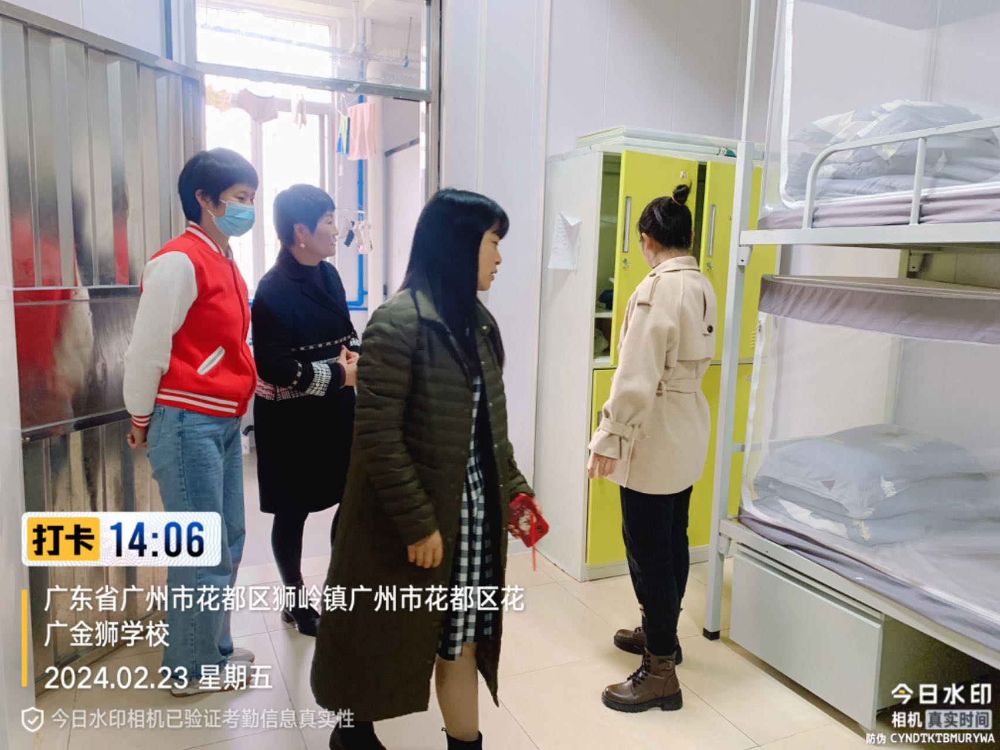 打卡 14:06
广东省广州市花都区狮岭镇广州市花都区花
广金狮学校
2024.02.23 星期五
今日水印相机已验证考勤信息真实性
今日水印
相机 真实时间
防伪 CYNDTKTBMURYWA